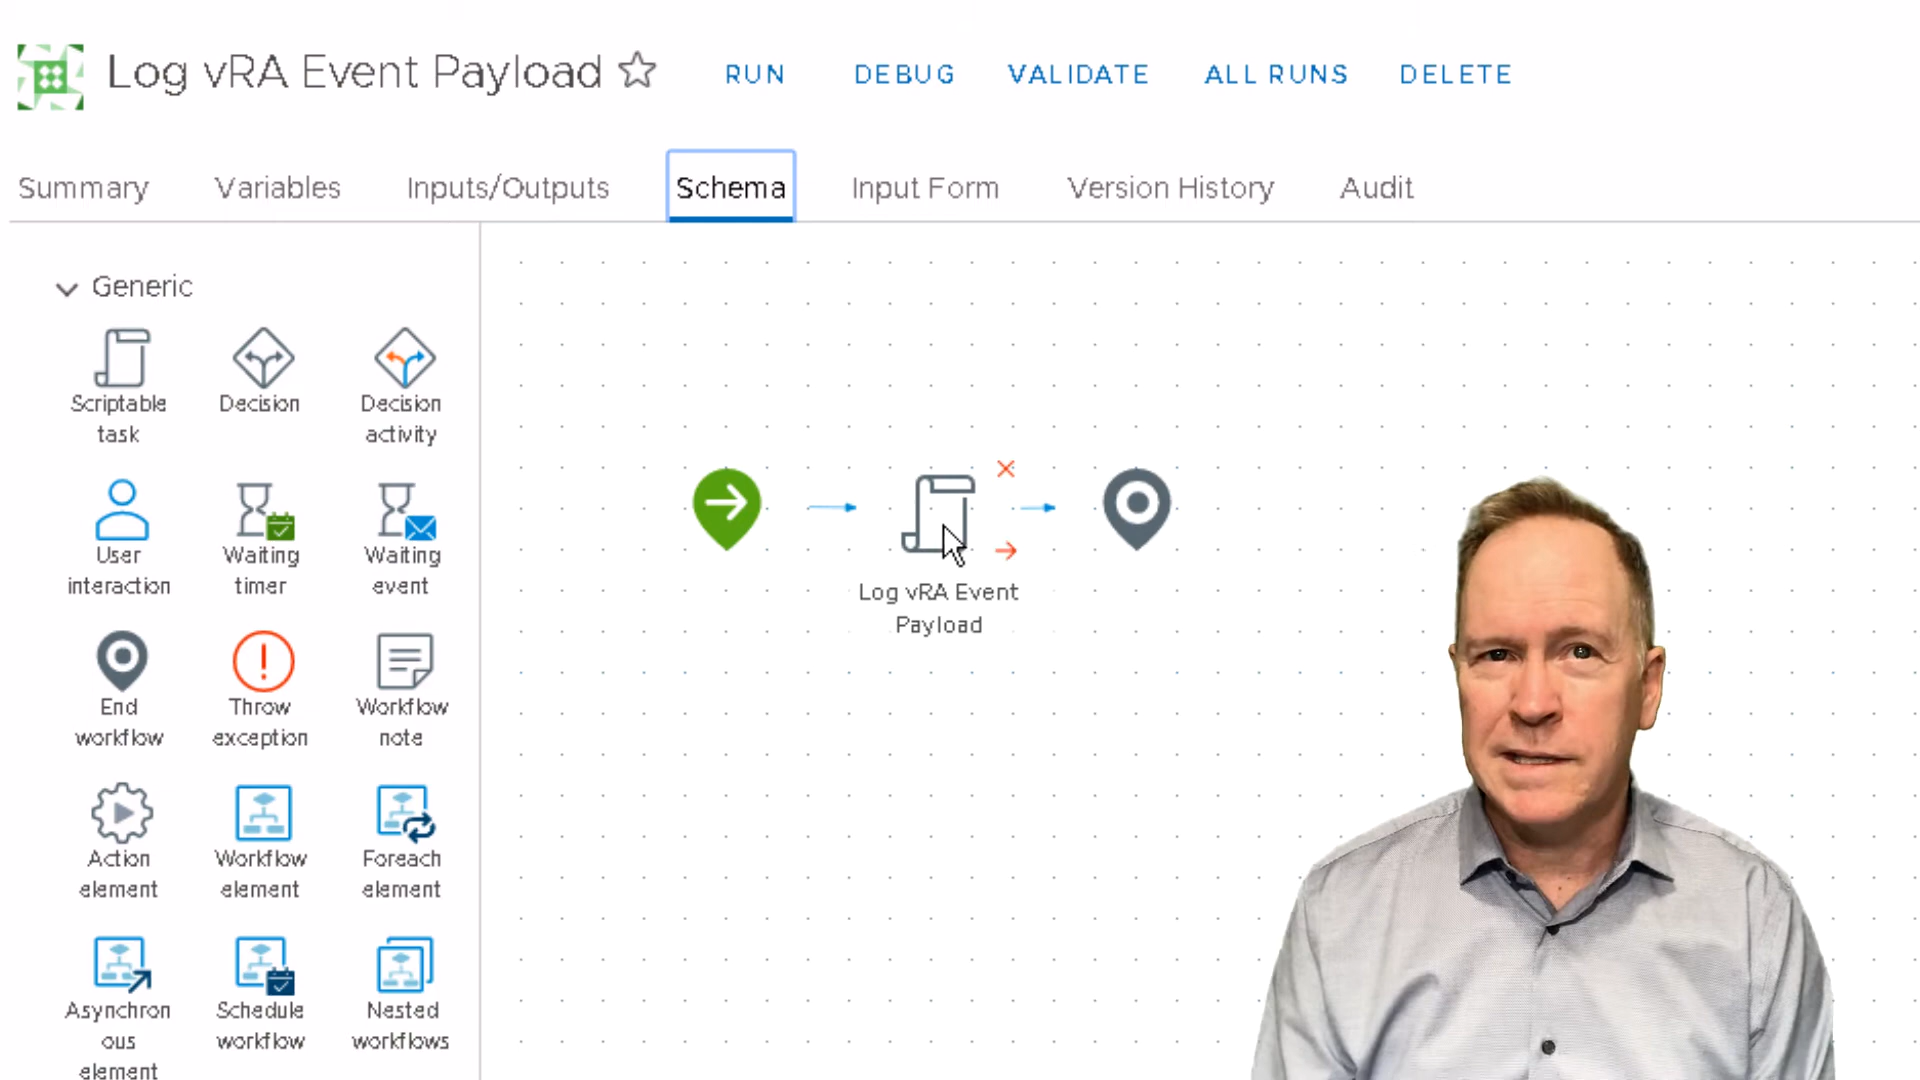 Log vRA Event Payload
RUN
DEBUG
VALIDATE
ALL RUNS
DELETE
Summary
Variables
Inputs/Outputs
Schema
Input Form
Version History
Audit
Generic
Scriptable
task
Decision
Decision
activity
User
interaction
Waiting
timer
Waiting
event
End
workflow
Throw
exception
Workflow
note
Action
element
Workflow
element
Foreach
element
Asynchron
ous
element
Schedule
workflow
Nested
workflows
Log vRA Event
Payload